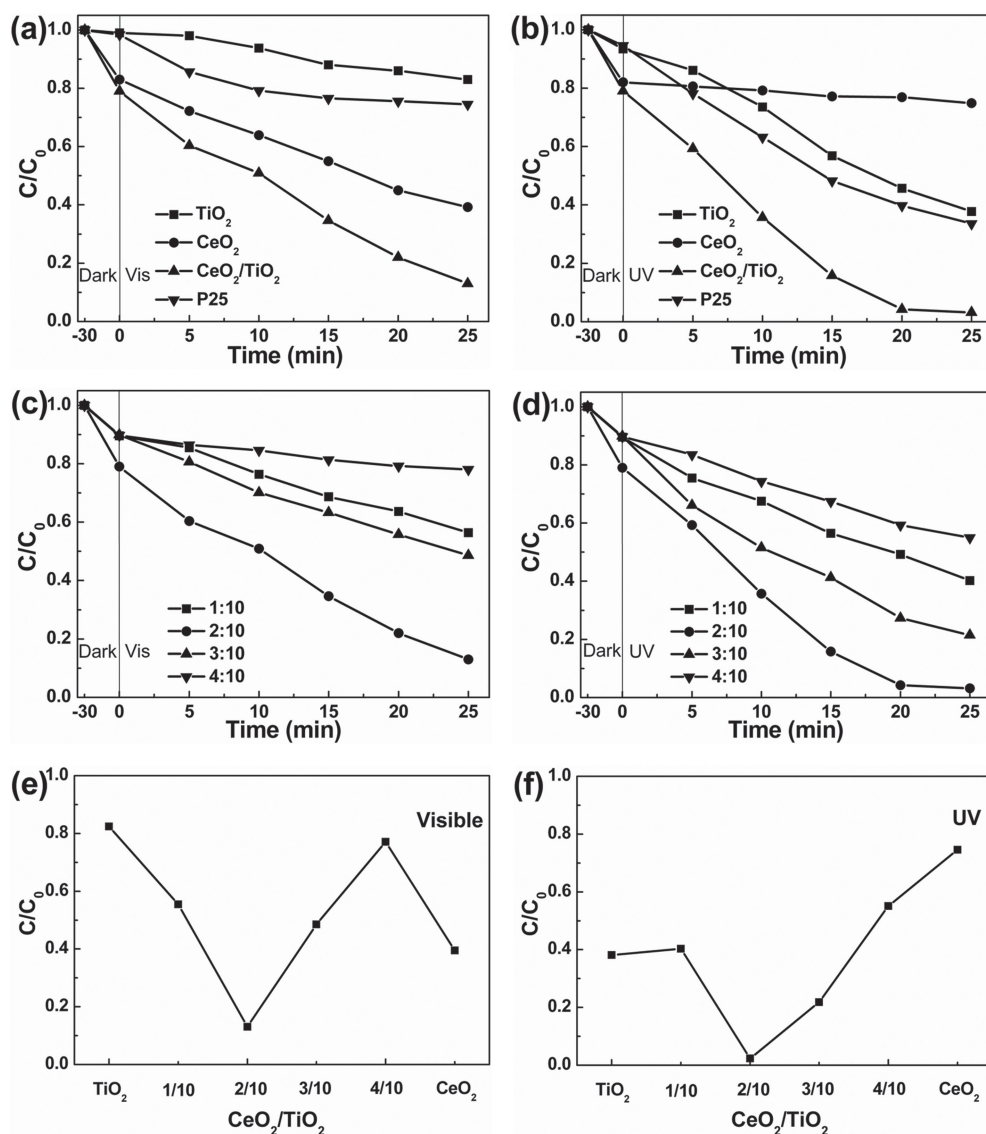 (a)
1.0
0.8
0.6
0.4
0.2
0.0
C/C₀
TiO₂
CeO₂
CeO₂/TiO₂
P25
Dark Vis
-30 0 5 10 15 20 25
Time (min)
(b)
1.0
0.8
0.6
0.4
0.2
0.0
C/C₀
TiO₂
CeO₂
CeO₂/TiO₂
P25
Dark UV
-30 0 5 10 15 20 25
Time (min)
(c)
1.0
0.8
0.6
0.4
0.2
0.0
C/C₀
1:10
2:10
3:10
4:10
Dark Vis
-30 0 5 10 15 20 25
Time (min)
(d)
1.0
0.8
0.6
0.4
0.2
0.0
C/C₀
1:10
2:10
3:10
4:10
Dark UV
-30 0 5 10 15 20 25
Time (min)
(e)
1.0
0.8
0.6
0.4
0.2
0.0
C/C₀
Visible
TiO₂ 1/10 2/10 3/10 4/10 CeO₂
CeO₂/TiO₂
(f)
1.0
0.8
0.6
0.4
0.2
0.0
C/C₀
UV
TiO₂ 1/10 2/10 3/10 4/10 CeO₂
CeO₂/TiO₂